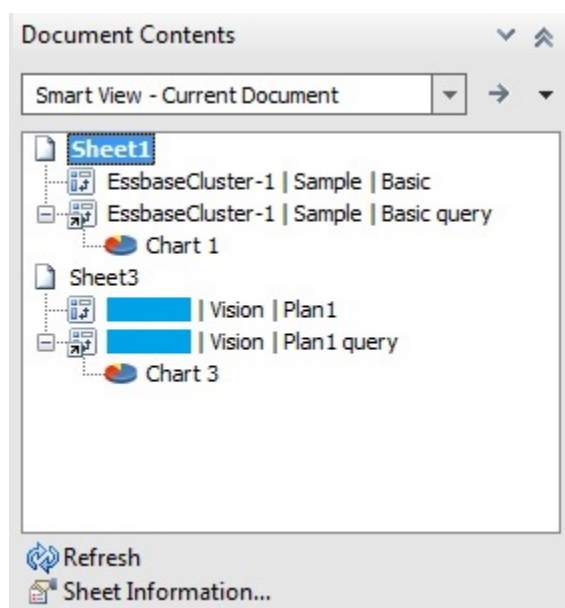 Document Contents
Smart View - Current Document
Sheet1
EssbaseCluster-1 | Sample | Basic
EssbaseCluster-1 | Sample | Basic query
Chart 1
Sheet3
| Vision | Plan1
| Vision | Plan1 query
Chart 3
Refresh
Sheet Information...